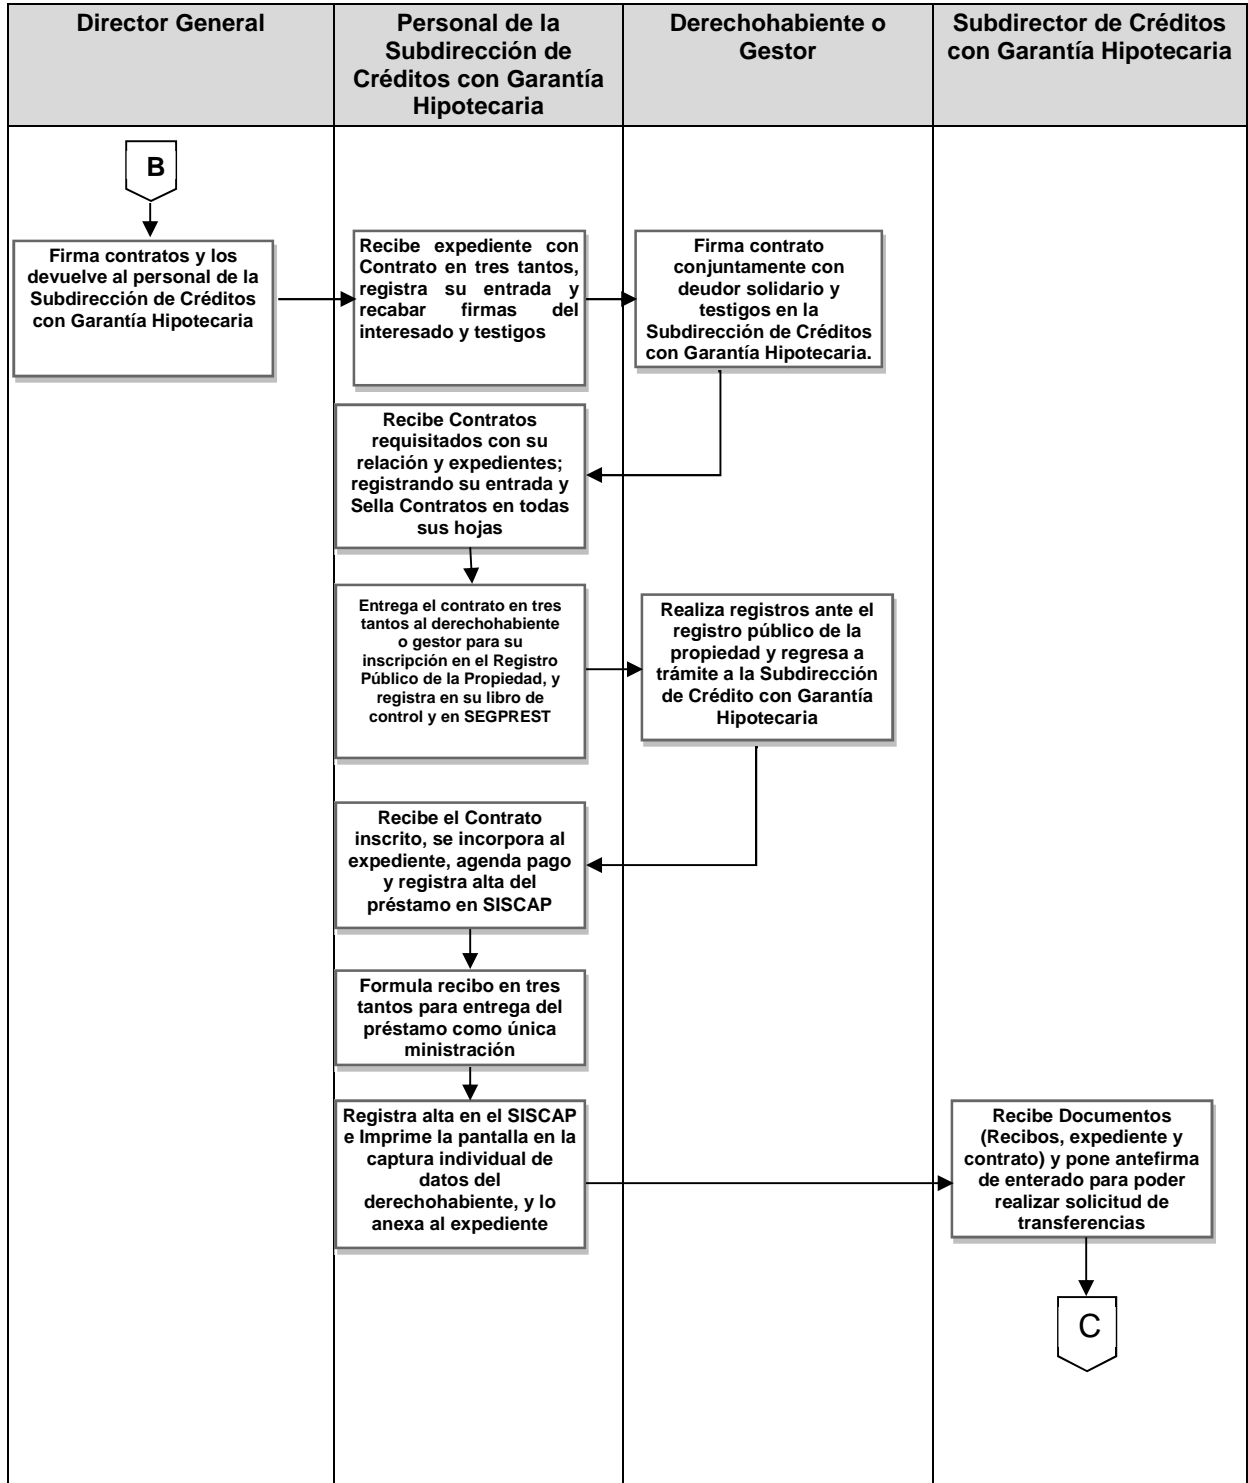 Director General
Personal de la
Subdirección de
Créditos con Garantía
Hipotecaria
Derechohabiente o
Gestor
Subdirector de Créditos
con Garantía Hipotecaria
B
Firma contratos y los
devuelve al personal de la
Subdirección de Créditos
con Garantía Hipotecaria
Recibe expediente con
Contrato en tres tantos,
registra su entrada y
recabar firmas del
interesado y testigos
Firma contrato
conjuntamente con
deudor solidario y
testigos en la
Subdirección de Créditos
con Garantía Hipotecaria.
Recibe Contratos
requisitados con su
relación y expedientes;
registrando su entrada y
Sella Contratos en todas
sus hojas
Entrega el contrato en tres
tantos al derechohabiente
o gestor para su
inscripción en el Registro
Público de la Propiedad, y
registra en su libro de
control y en SEGPREST
Realiza registros ante el
registro público de la
propiedad y regresa a
trámite a la Subdirección
de Crédito con Garantía
Hipotecaria
Recibe el Contrato
inscrito, se incorpora al
expediente, agenda pago
y registra alta del
préstamo en SISCAP
Formula recibo en tres
tantos para entrega del
préstamo como única
ministración
Registra alta en el SISCAP
e Imprime la pantalla en la
captura individual de
datos del
derechohabiente, y lo
anexa al expediente
Recibe Documentos
(Recibos, expediente y
contrato) y pone antefirma
de enterado para poder
realizar solicitud de
transferencias
C